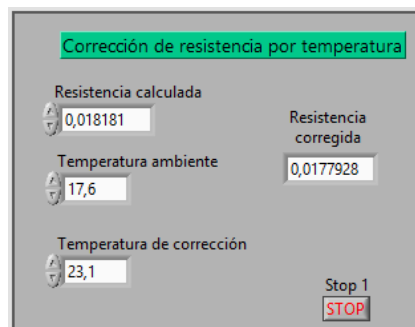 Corrección de resistencia por temperatura
Resistencia calculada
0,018181
Resistencia
corregida
0,0177928
Temperatura ambiente
17,6
Temperatura de corrección
23,1
Stop 1
STOP